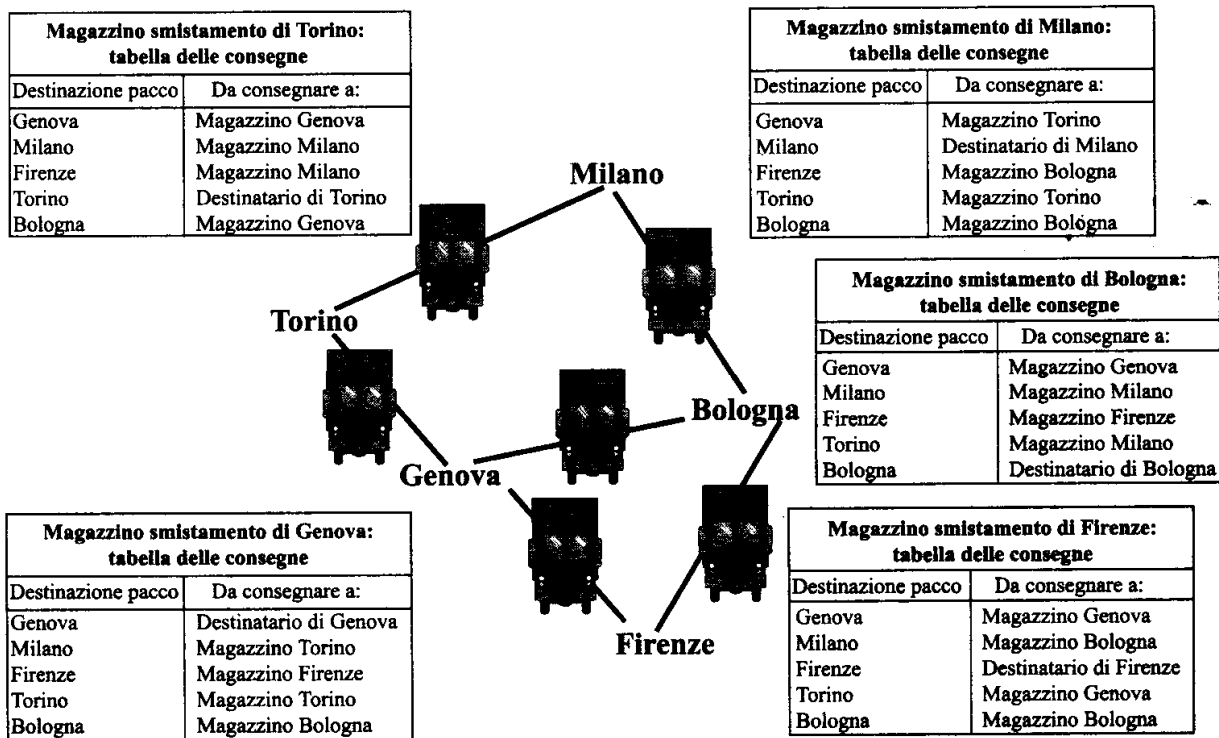 Magazzino smistamento di Torino:
tabella delle consegne
Destinazione pacco Da consegnare a:
Genova Magazzino Genova
Milano Magazzino Milano
Firenze Magazzino Milano
Torino Destinatario di Torino
Bologna Magazzino Genova
Magazzino smistamento di Milano:
tabella delle consegne
Destinazione pacco Da consegnare a:
Genova Magazzino Torino
Milano Destinatario di Milano
Firenze Magazzino Bologna
Torino Magazzino Torino
Bologna Magazzino Bologna
Milano
Torino
Bologna
Genova
Firenze
Magazzino smistamento di Bologna:
tabella delle consegne
Destinazione pacco Da consegnare a:
Genova Magazzino Genova
Milano Magazzino Milano
Firenze Magazzino Firenze
Torino Magazzino Milano
Bologna Destinatario di Bologna
Magazzino smistamento di Genova:
tabella delle consegne
Destinazione pacco Da consegnare a:
Genova Destinatario di Genova
Milano Magazzino Torino
Firenze Magazzino Firenze
Torino Magazzino Torino
Bologna Magazzino Bologna
Magazzino smistamento di Firenze:
tabella delle consegne
Destinazione pacco Da consegnare a:
Genova Magazzino Genova
Milano Magazzino Bologna
Firenze Destinatario di Firenze
Torino Magazzino Genova
Bologna Magazzino Bologna